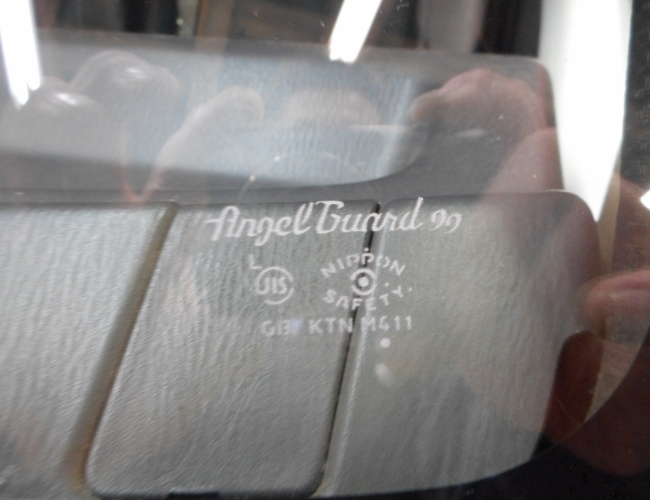 Angel Guard 99
L
JIS
NIPPON
SAFETY
KTN M411